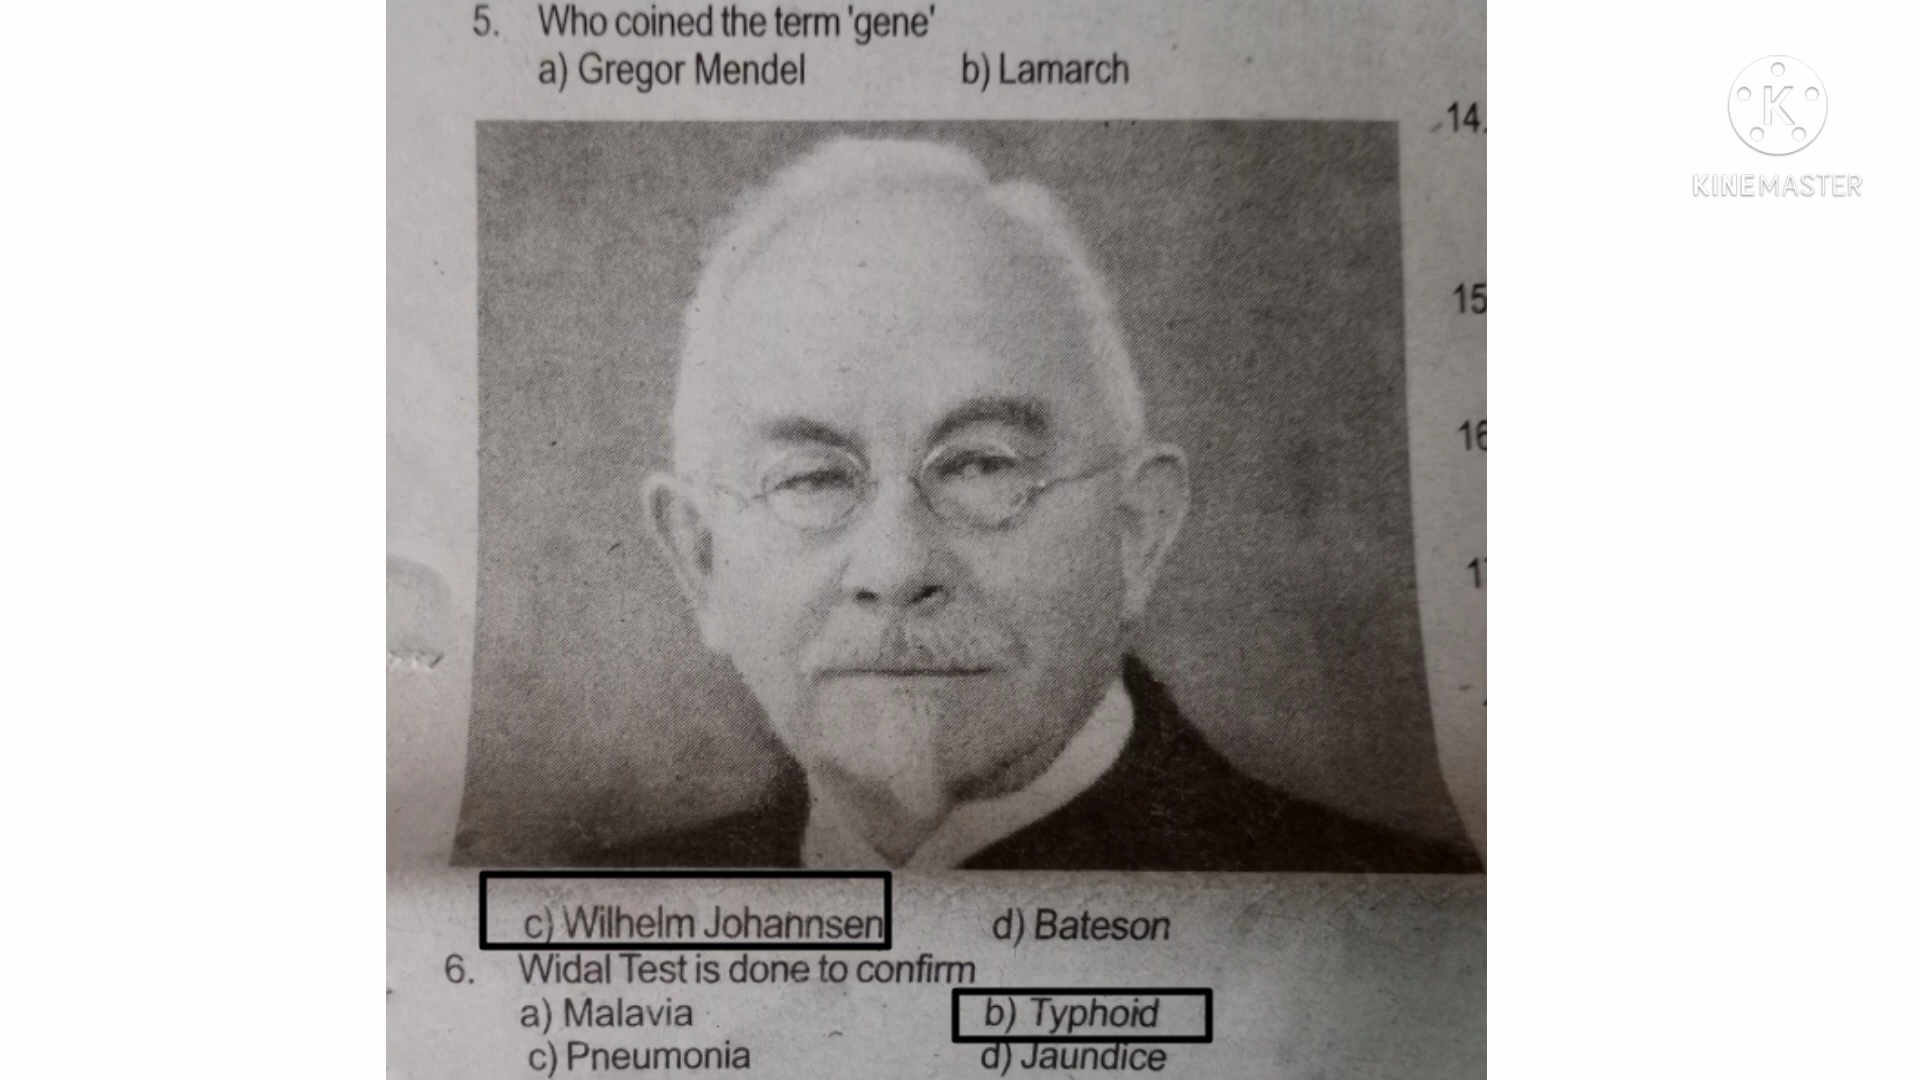 5. Who coined the term 'gene'
a) Gregor Mendel b) Lamarch
14.
15
16
c) Wilhelm Johannsen d) Bateson
6. Widal Test is done to confirm
a) Malavia b) Typhoid
c) Pneumonia d) Jaundice
KINEMASTER